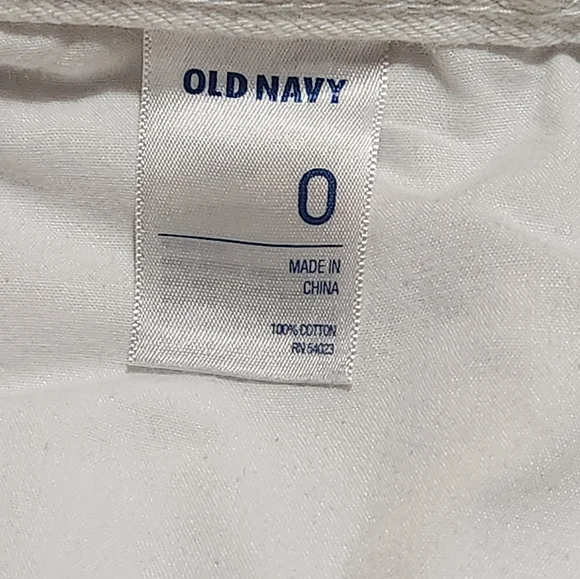 OLD NAVY
0
MADE IN
CHINA
100% COTTON
RN 54023